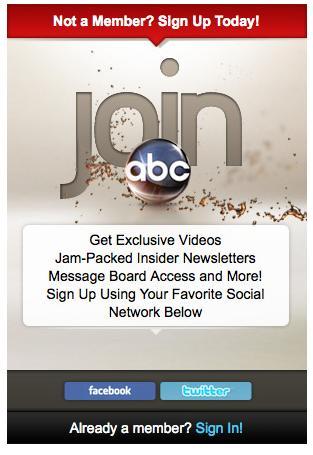 Not a Member? Sign Up Today!
join
abc
Get Exclusive Videos
Jam-Packed Insider Newsletters
Message Board Access and More!
Sign Up Using Your Favorite Social
Network Below
facebook twitter
Already a member? Sign In!